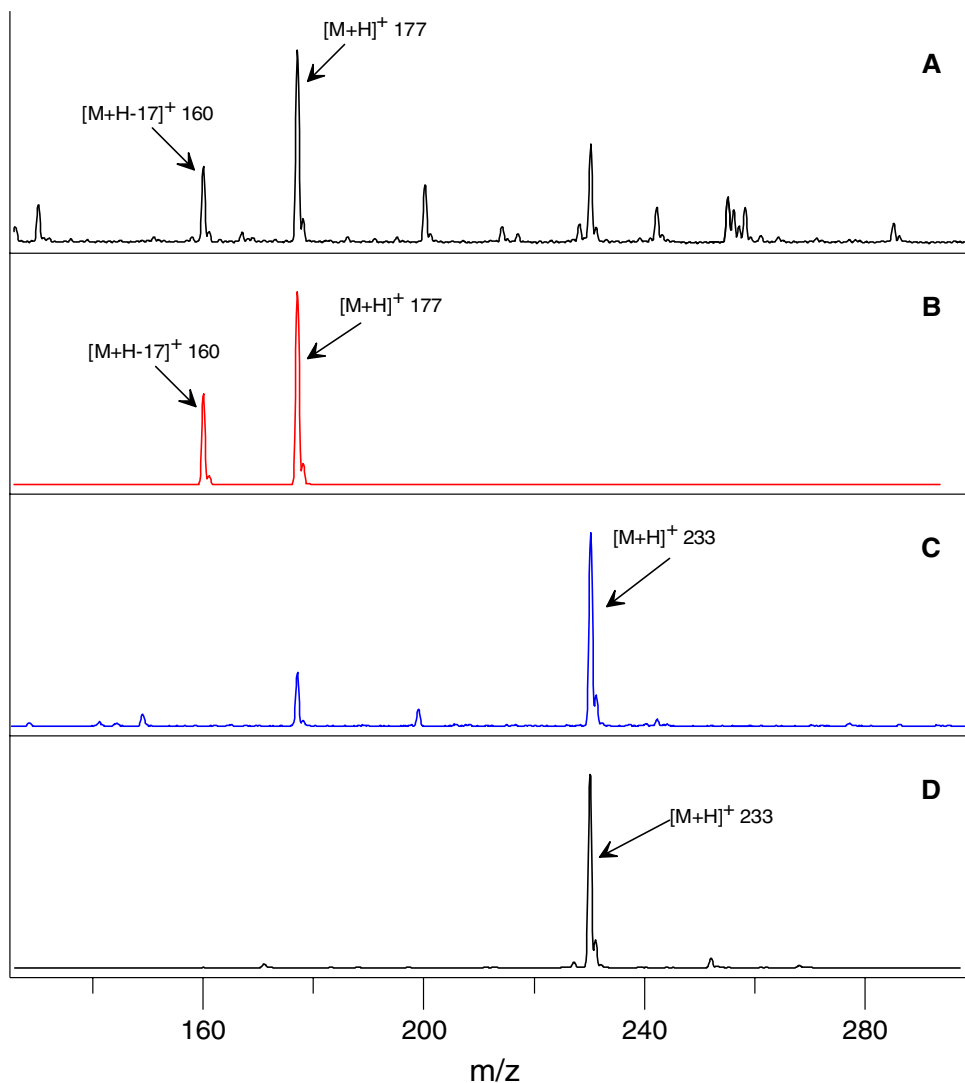 [M+H]+ 177
A
[M+H-17]+ 160
B
[M+H]+ 177
[M+H-17]+ 160
C
[M+H]+ 233
D
[M+H]+ 233
160 200 240 280
m/z